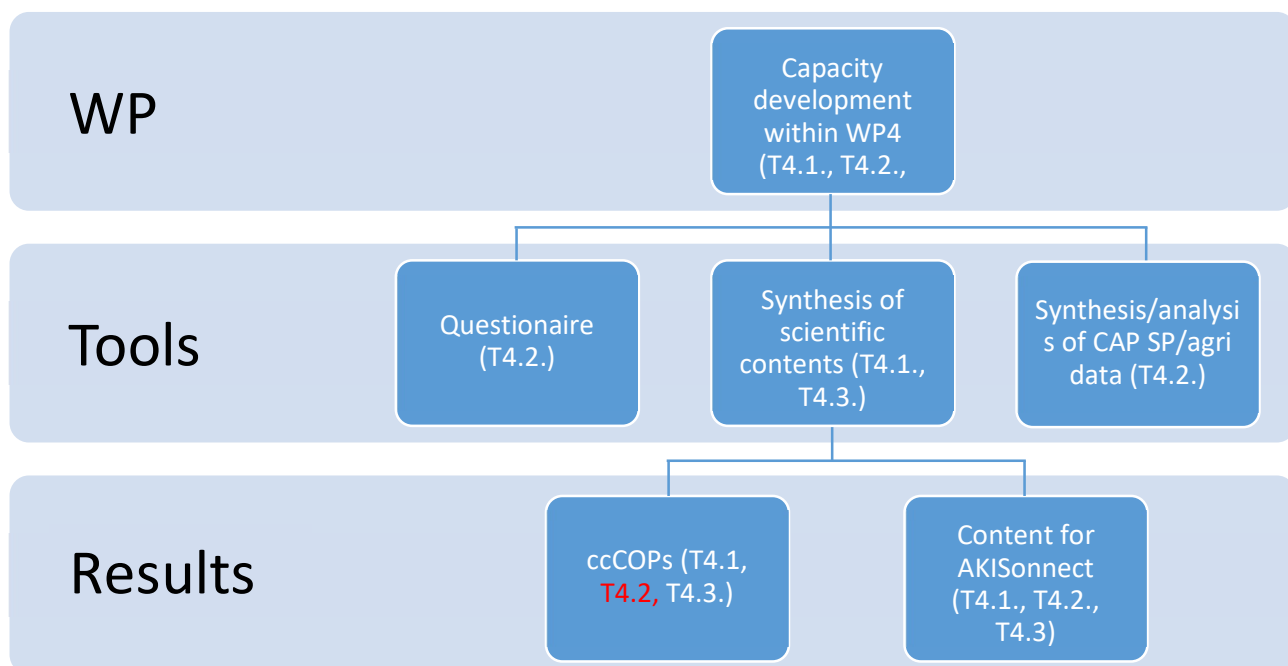 WP
Capacity
development
within WP4
(T4.1., T4.2.,
Tools
Questionaire
(T4.2.)
Synthesis of
scientific
contents (T4.1.,
T4.3.)
Synthesis/analysi
s of CAP SP/agri
data (T4.2.)
Results
ccCOPs (T4.1,
T4.2, T4.3.)
Content for
AKISonnect
(T4.1., T4.2.,
T4.3)